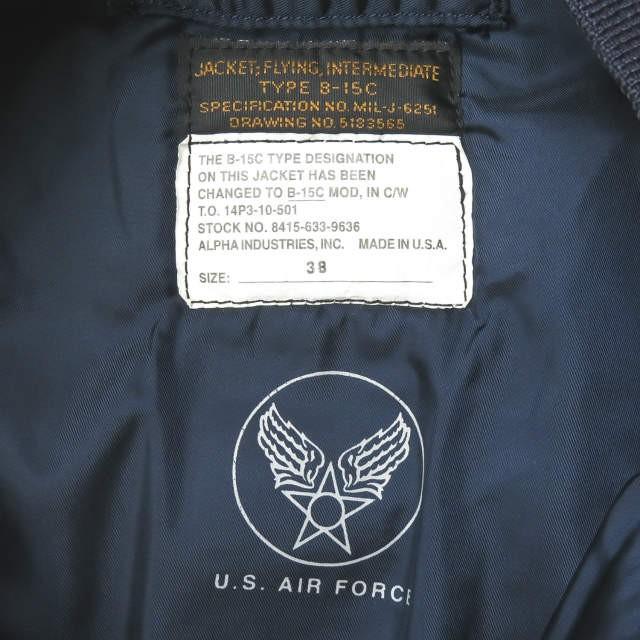 JACKET, FLYING, INTERMEDIATE
TYPE B-15C
SPECIFICATION NO. MIL-J-6251
DRAWING NO. 5183565
THE B-15C TYPE DESIGNATION
ON THIS JACKET HAS BEEN
CHANGED TO B-15C MOD, IN C/W
T.O. 14P3-10-501
STOCK NO. 8415-633-9636
ALPHA INDUSTRIES, INC. MADE IN U.S.A.
SIZE: 38
U.S. AIR FORCE